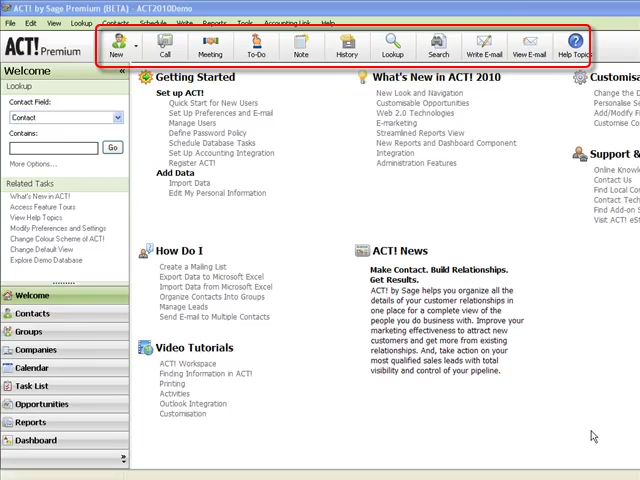 ACT! by Sage Premium (BETA) - ACT2010Demo
File Edit View Lookup Contacts Schedule Write Reports Tools Accounting Link Help
ACT! Premium
New Call Meeting To-Do Note History Lookup Search Write E-mail View E-mail Help Topics
Welcome «
Lookup
Contact Field:
Contact
Contains:
Go
More Options...
Related Tasks
What's New in ACT!
Access Feature Tours
View Help Topics
Modify Preferences and Settings
Change Colour Scheme of ACT!
Change Default View
Explore Demo Database
Welcome
Contacts
Groups
Companies
Calendar
Task List
Opportunities
Reports
Dashboard
»
Getting Started
Set up ACT!
Quick Start for New Users
Set Up Preferences and E-mail
Manage Users
Define Password Policy
Schedule Database Tasks
Set Up Accounting Integration
Register ACT!
Add Data
Import Data
Edit My Personal Information
How Do I
Create a Mailing List
Export Data to Microsoft Excel
Import Data from Microsoft Excel
Organize Contacts Into Groups
Manage Leads
Send E-mail to Multiple Contacts
Video Tutorials
ACT! Workspace
Finding Information in ACT!
Printing
Activities
Outlook Integration
Customisation
What's New in ACT! 2010
New Look and Navigation
Customisable Opportunities
Web 2.0 Technologies
E-marketing
Streamlined Reports View
New Reports and Dashboard Component
Integration
Administration Features
ACT! News
Make Contact. Build Relationships.
Get Results.
ACT! by Sage helps you organize all the
details of your customer relationships in
one place for a complete view of the
people you do business with. Improve your
marketing effectiveness to attract new
customers and get more from existing
relationships. And, take action on your
most qualified sales leads with total
visibility and control of your pipeline.
Customisa
Change the D
Personalise Se
Add/Modify Fi
Customise Co
Support &
Online Knowle
Contact Us
Find Local Co
Contact Tech
Find Add-on S
Visit ACT! eSt